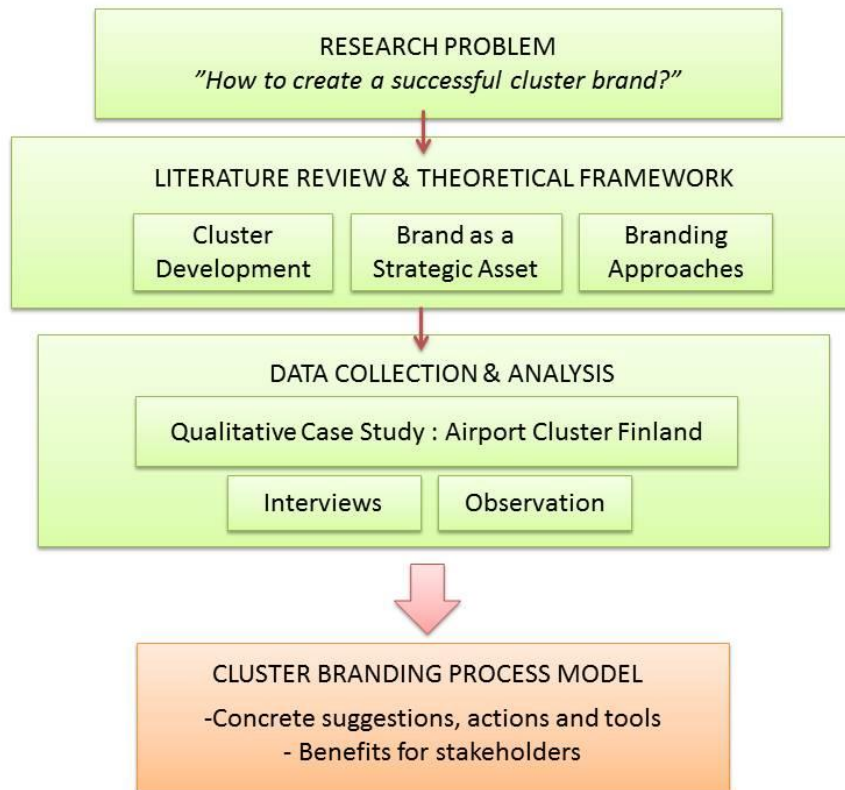 RESEARCH PROBLEM
”How to create a successful cluster brand?”
LITERATURE REVIEW & THEORETICAL FRAMEWORK
Cluster
Development
Brand as a
Strategic Asset
Branding
Approaches
DATA COLLECTION & ANALYSIS
Qualitative Case Study : Airport Cluster Finland
Interviews
Observation
CLUSTER BRANDING PROCESS MODEL
-Concrete suggestions, actions and tools
- Benefits for stakeholders